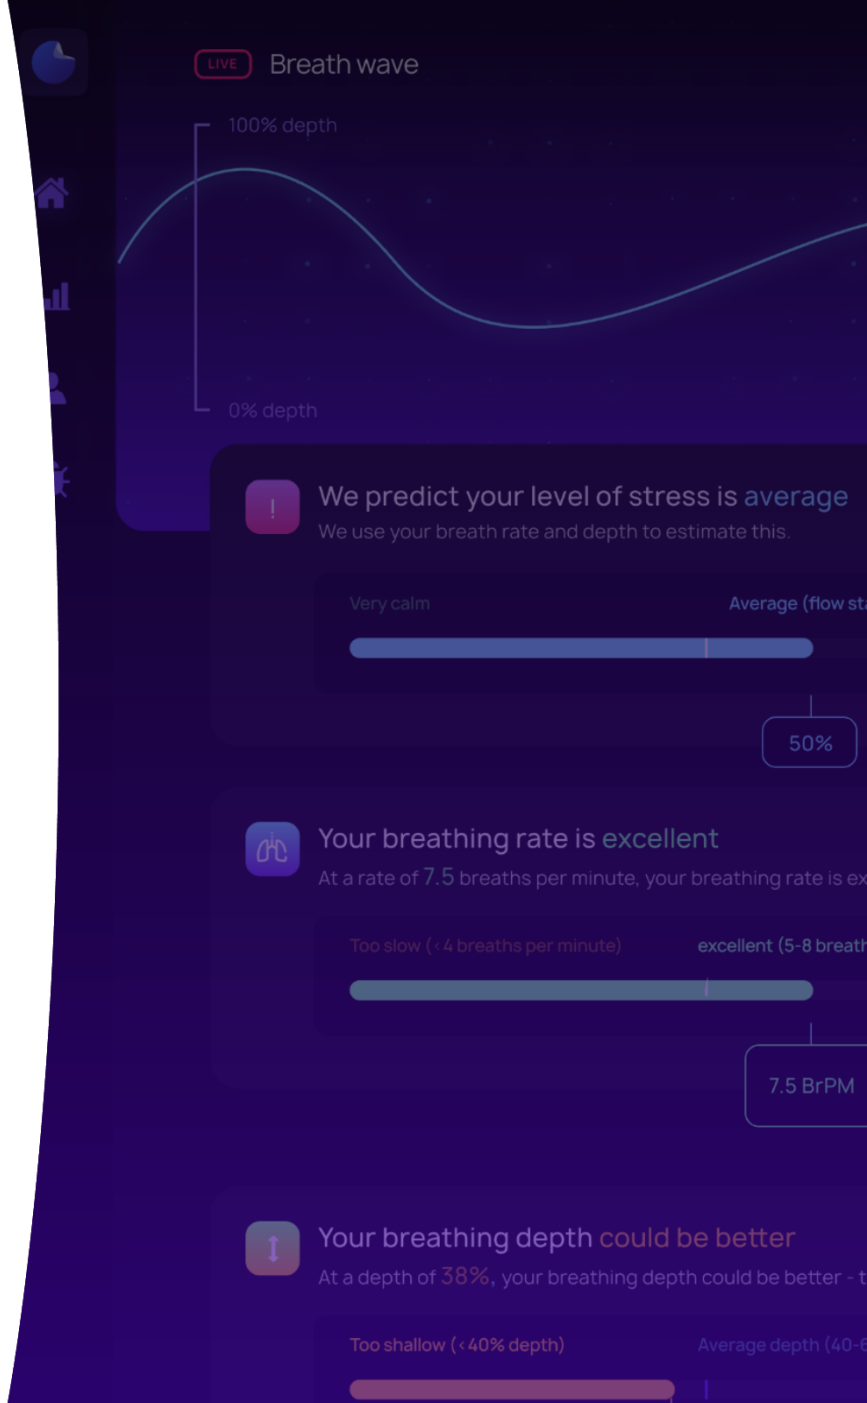 LIVE
Breath wave
100% depth
0% depth
!
We predict your level of stress is average
We use your breath rate and depth to estimate this.
Very calm
Average (flow sta
50%
Your breathing rate is excellent
At a rate of 7.5 breaths per minute, your breathing rate is ex
Too slow (<4 breaths per minute)
excellent (5-8 breath
7.5 BrPM
Your breathing depth could be better
At a depth of 38%, your breathing depth could be better - t
Too shallow (<40% depth)
Average depth (40-6